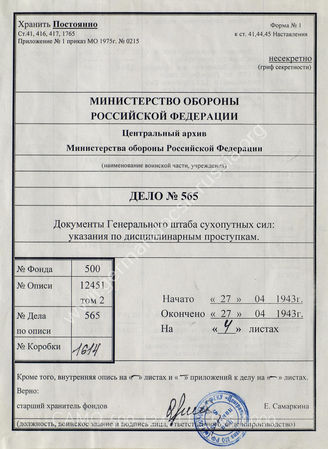 Хранить Постоянно
Форма № 1
Ст.41, 416, 417, 1765
к ст. 41,44,45 Наставления
Приложение № 1 приказ МО 1975г. № 0215
несекретно
(гриф секретности)
МИНИСТЕРСТВО ОБОРОНЫ
РОССИЙСКОЙ ФЕДЕРАЦИИ
Центральный архив
Министерства обороны Российской Федерации
(наименование воинской части, учреждения)
ДЕЛО № 565
Документы Генерального штаба сухопутных сил:
указания по дисциплинарным проступкам.
№ Фонда 500
№ Описи 12451
том 2
№ Дела 565
по описи
№ Коробки 1614
Начато « 27 » 04 1943г.
Окончено « 27 » 04 1943г.
На « 4 » листах
Кроме того, внутренняя опись на « » листах и « » приложений к делу на « » лист.
Верно:
старший хранитель фондов
Е. Самаркина
(должность, воинское звание и подпись лица, ответственного за делопроизводство)